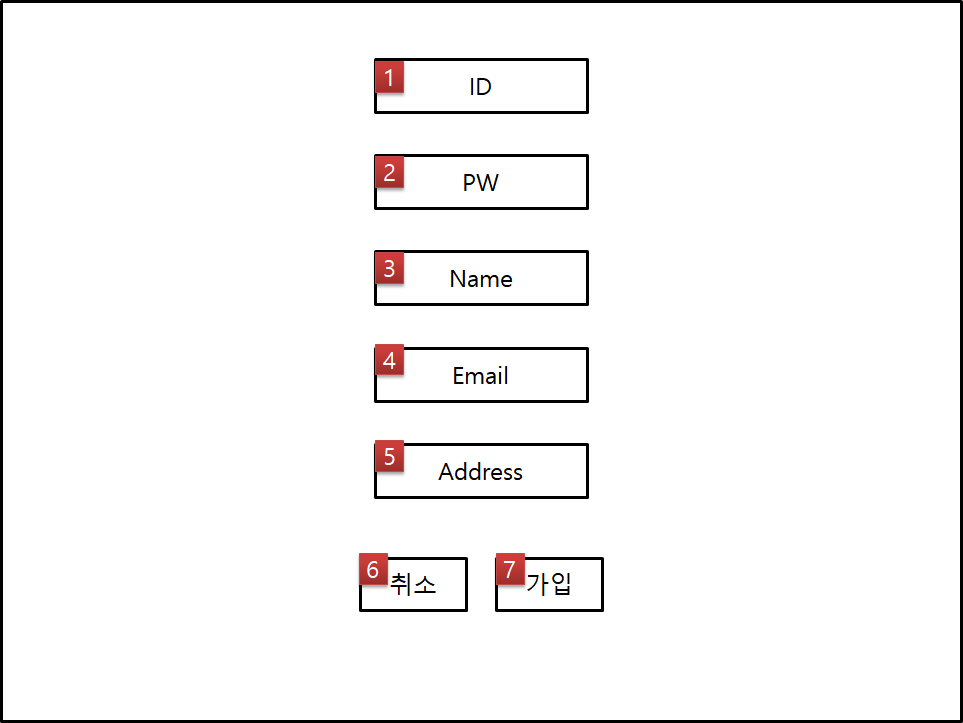 1 ID
2 PW
3 Name
4 Email
5 Address
6 취소 7 가입